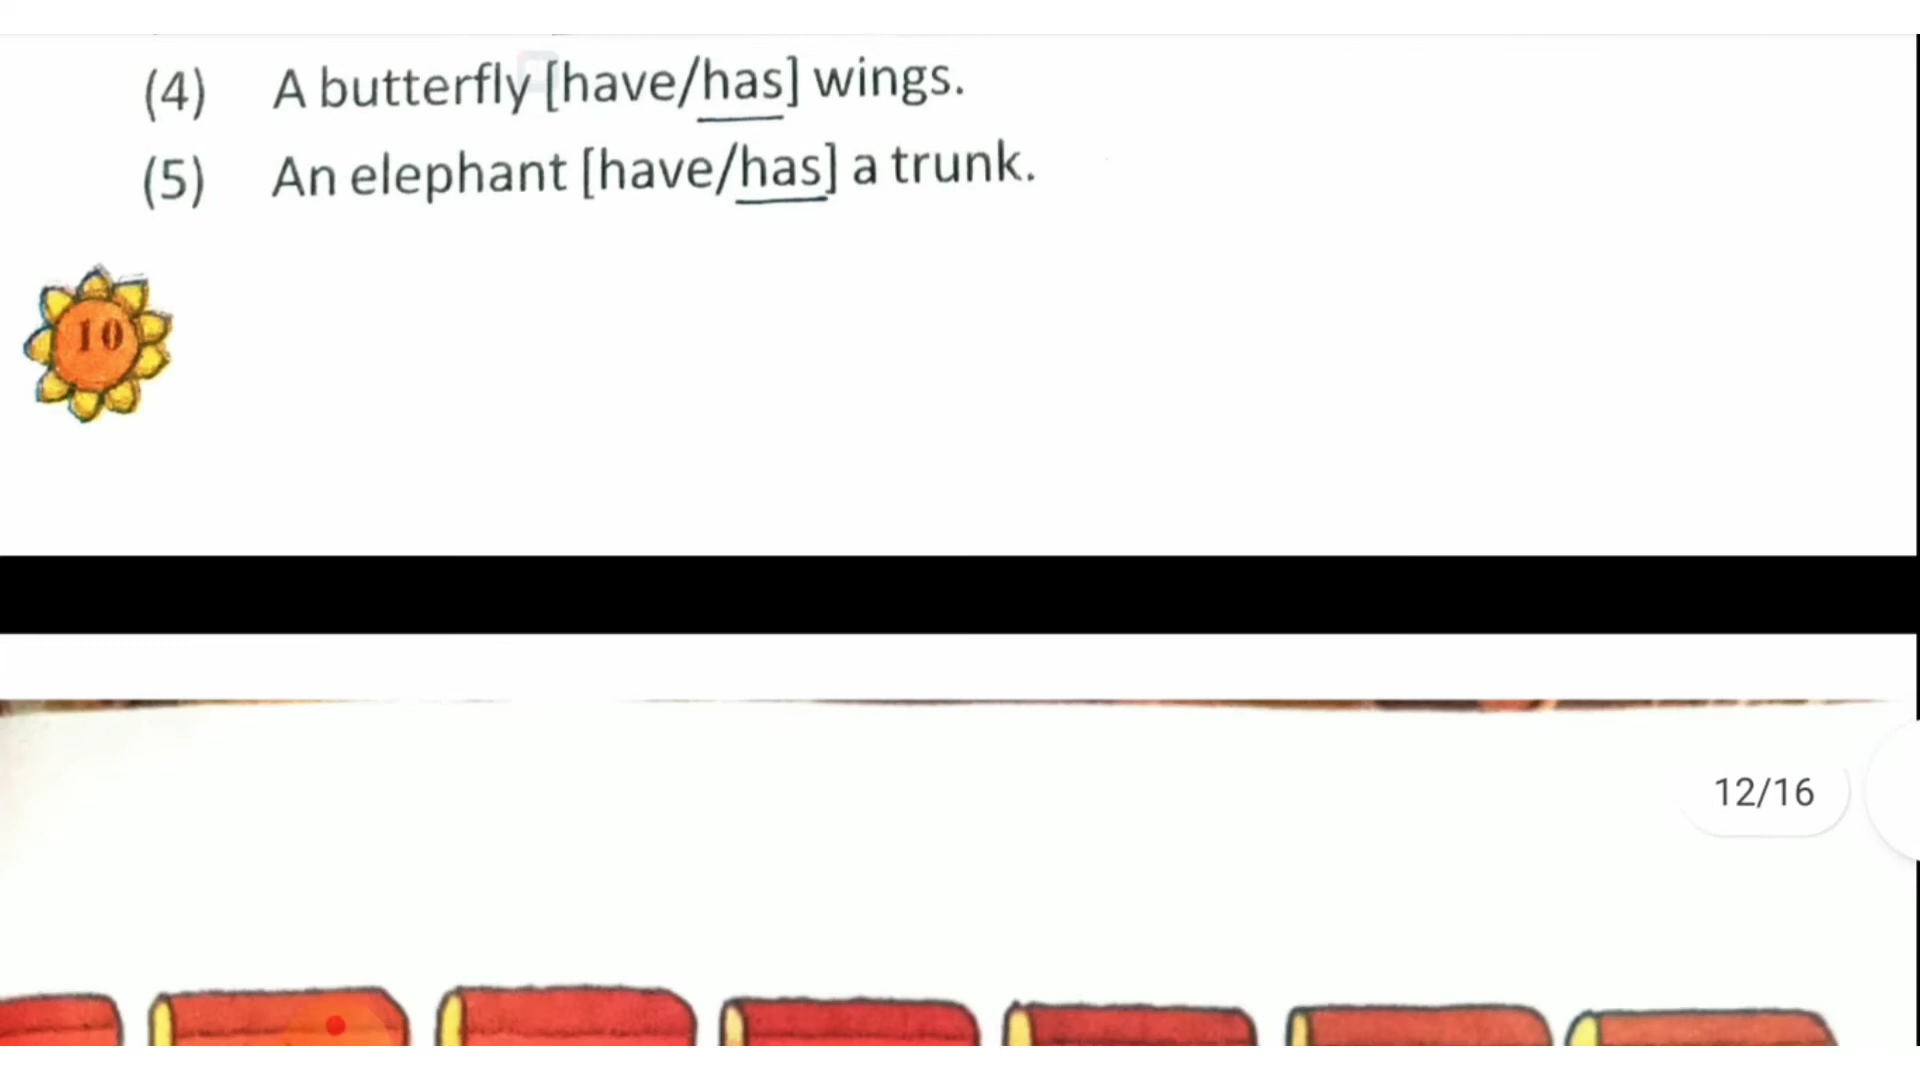 (4) A butterfly [have/has] wings.
(5) An elephant [have/has] a trunk.
10
12/16